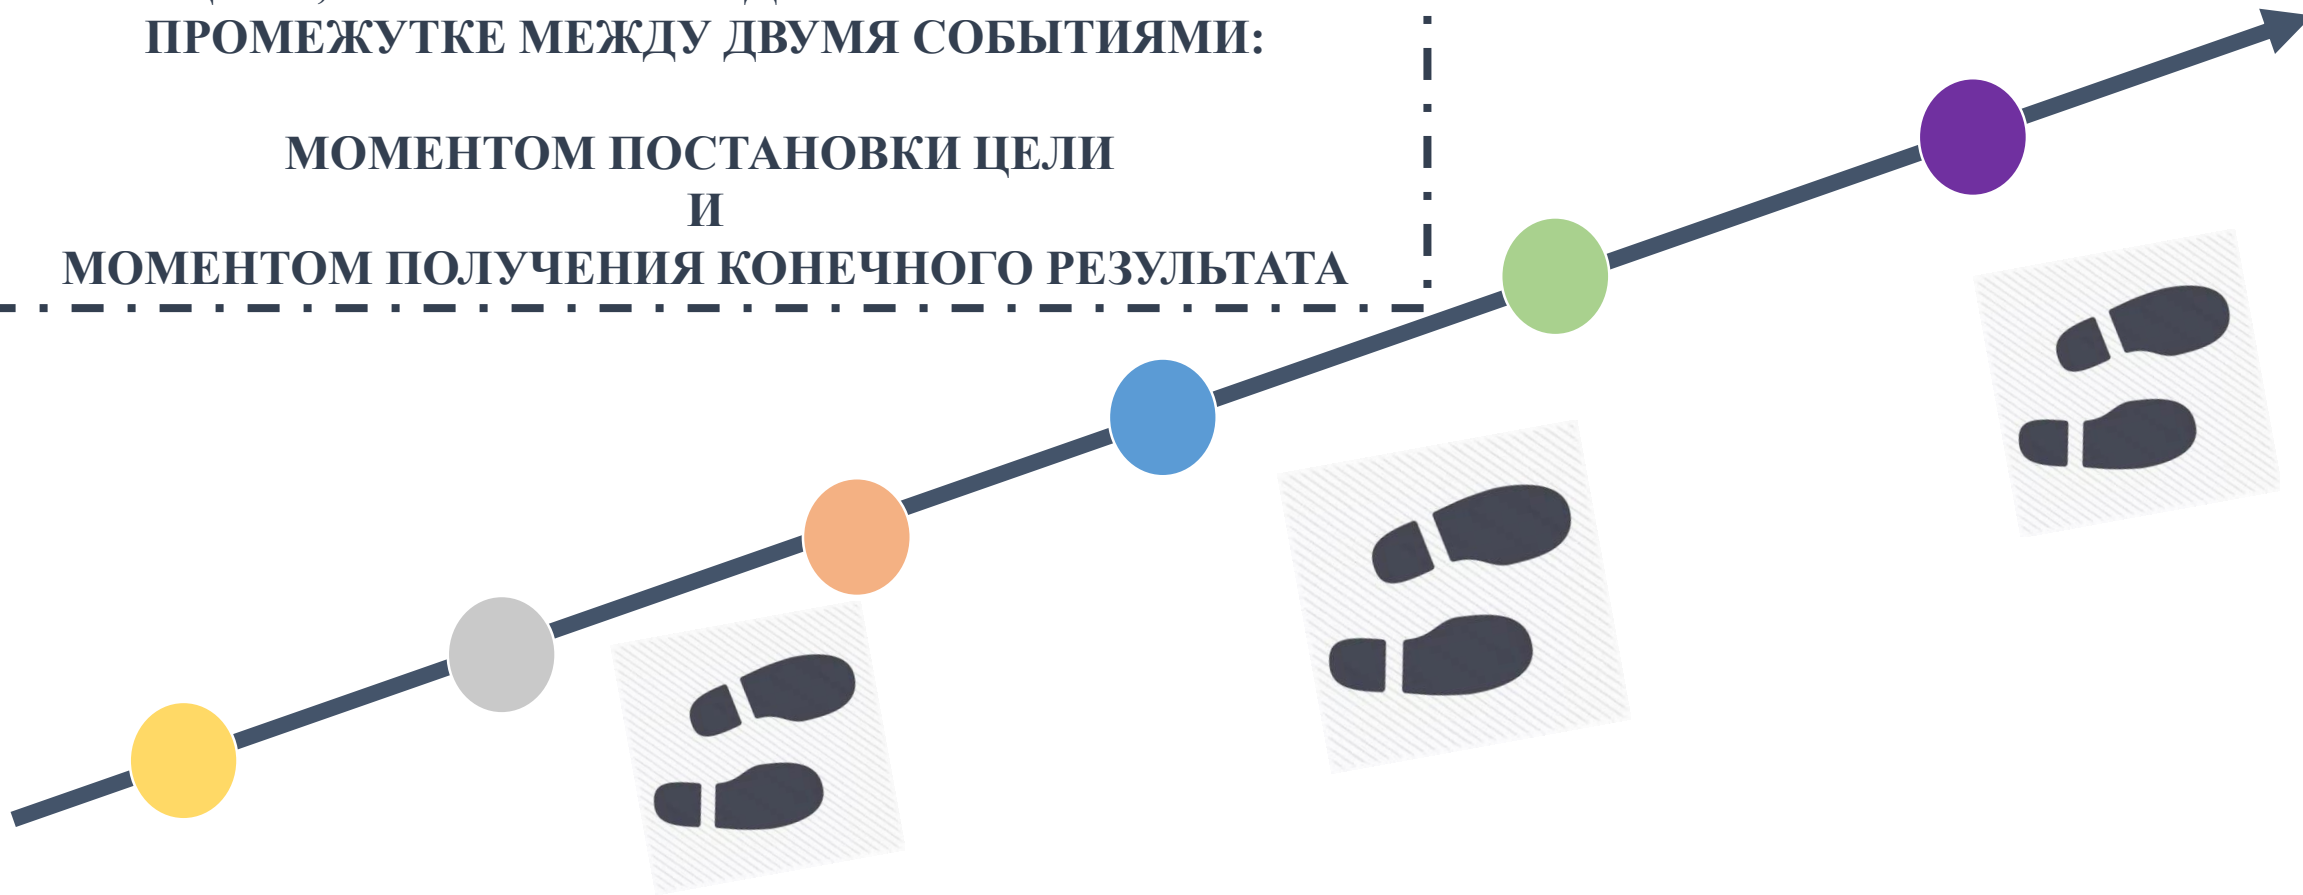 ПРОМЕЖУТКЕ МЕЖДУ ДВУМЯ СОБЫТИЯМИ:
МОМЕНТОМ ПОСТАНОВКИ ЦЕЛИ
И
МОМЕНТОМ ПОЛУЧЕНИЯ КОНЕЧНОГО РЕЗУЛЬТАТА